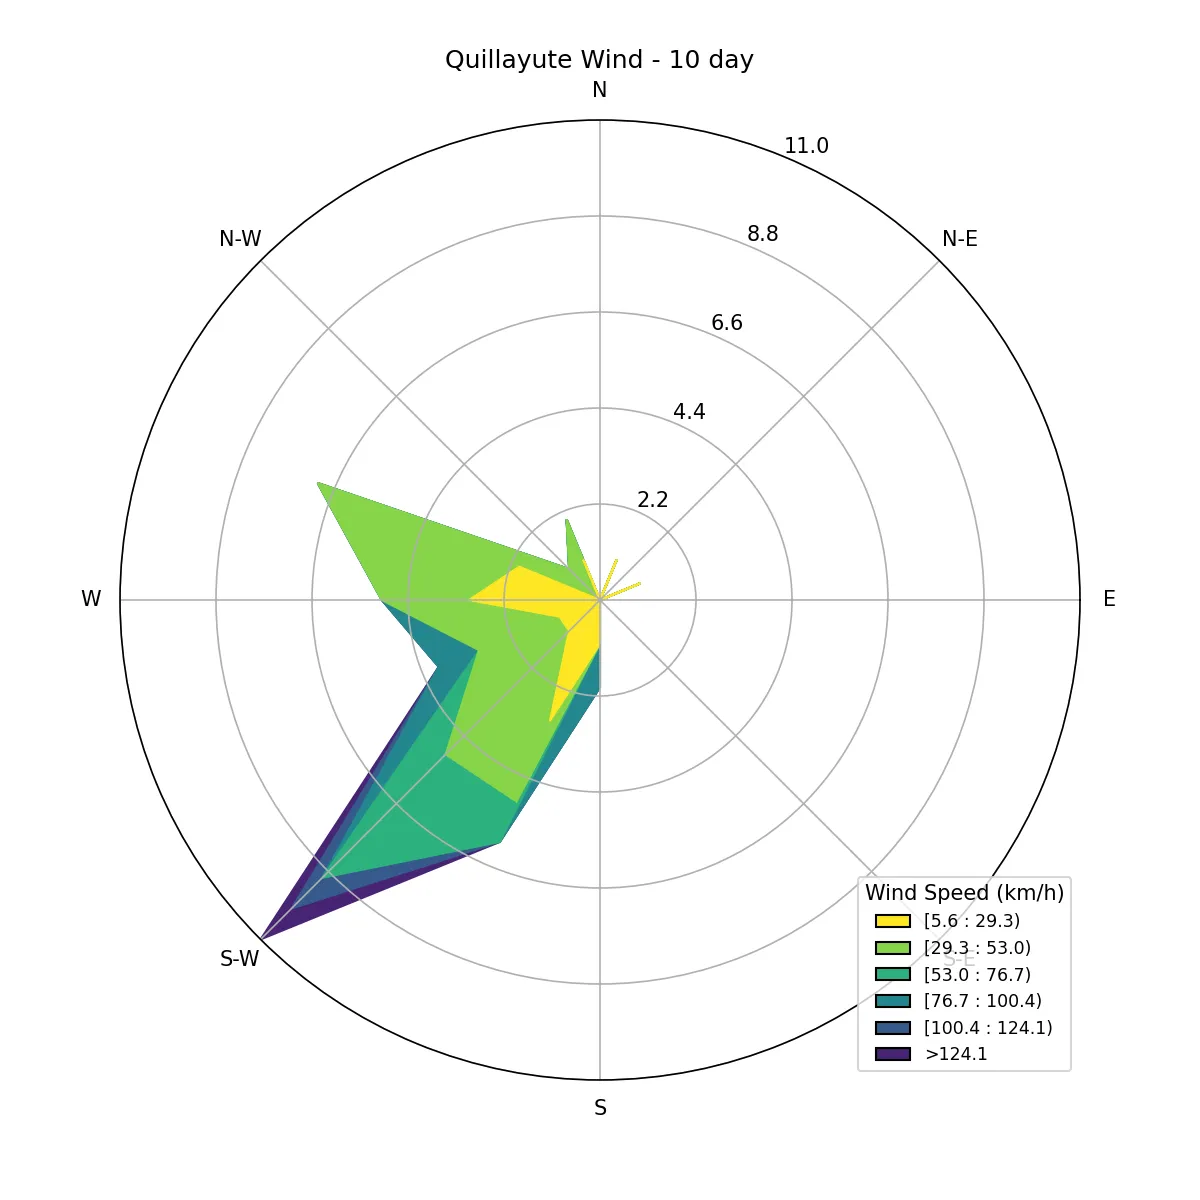 Quillayute Wind - 10 day
N
11.0
N-W
8.8
N-E
6.6
4.4
2.2
W
E
S-W
S-E
Wind Speed (km/h)
[5.6 : 29.3)
[29.3 : 53.0)
[53.0 : 76.7)
[76.7 : 100.4)
[100.4 : 124.1)
>124.1
S